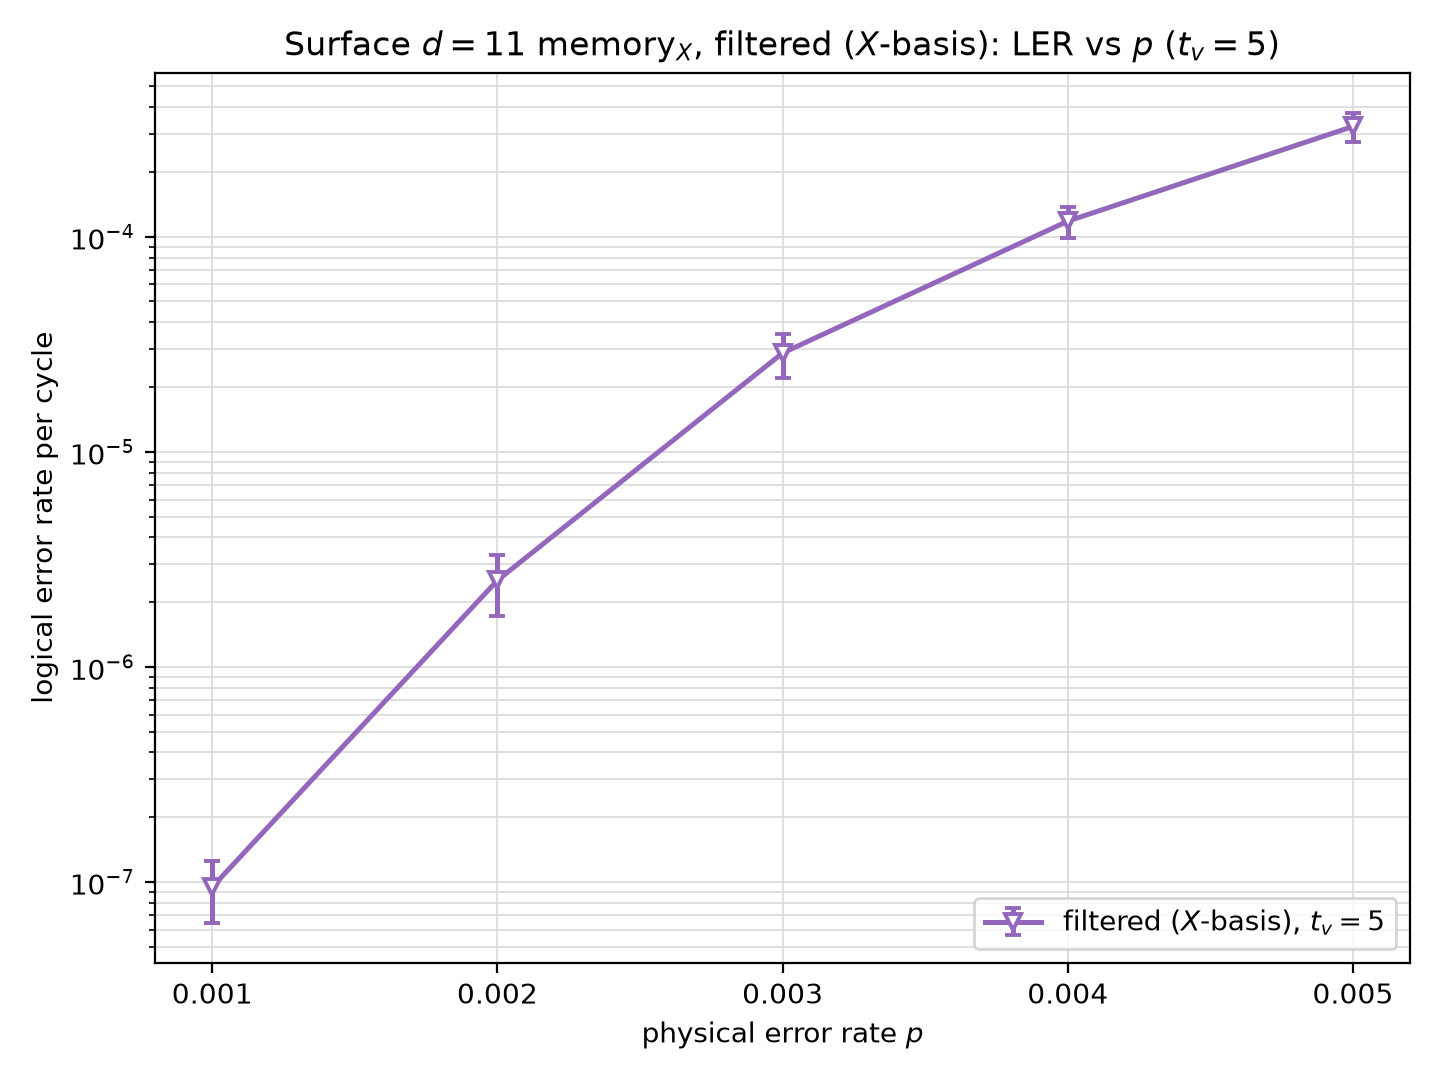 Surface d = 11 memory_X, filtered (X-basis): LER vs p (t_v = 5)
logical error rate per cycle
10⁻⁴
10⁻⁵
10⁻⁶
10⁻⁷
filtered (X-basis), t_v = 5
0.001 0.002 0.003 0.004 0.005
physical error rate p